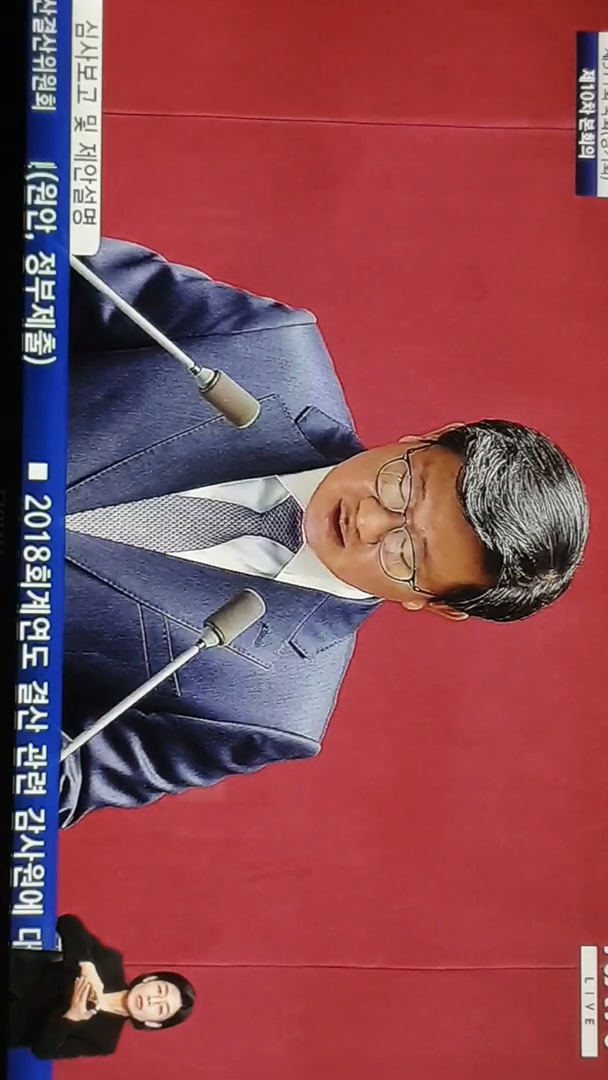 제10차 본회의
LIVE
심사보고 및 제안설명
산결산위원회 (원안, 정부제출) ■ 2018회계연도 결산 관련 감사원에 대